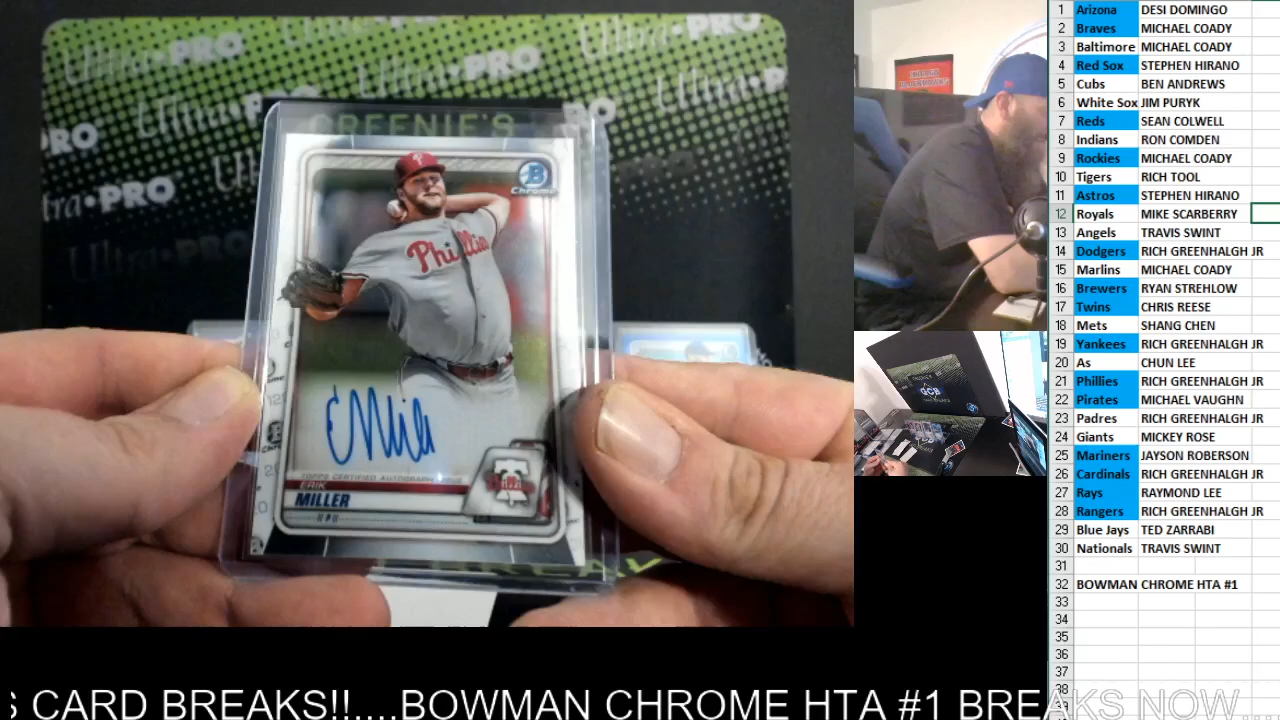 Ultra•PRO
PRO
GREENIE'S
B
Chrome
Phillies
TOPPS CERTIFIED AUTOGRAPH ISSUE
ERIK
MILLER
1 Arizona DESI DOMINGO
2 Braves MICHAEL COADY
3 Baltimore MICHAEL COADY
4 Red Sox STEPHEN HIRANO
5 Cubs BEN ANDREWS
6 White Sox JIM PURYK
7 Reds SEAN COLWELL
8 Indians RON COMDEN
9 Rockies MICHAEL COADY
10 Tigers RICH TOOL
11 Astros STEPHEN HIRANO
12 Royals MIKE SCARBERRY
13 Angels TRAVIS SWINT
14 Dodgers RICH GREENHALGH JR
15 Marlins MICHAEL COADY
16 Brewers RYAN STREHLOW
17 Twins CHRIS REESE
18 Mets SHANG CHEN
19 Yankees RICH GREENHALGH JR
20 As CHUN LEE
21 Phillies RICH GREENHALGH JR
22 Pirates MICHAEL VAUGHN
23 Padres RICH GREENHALGH JR
24 Giants MICKEY ROSE
25 Mariners JAYSON ROBERSON
26 Cardinals RICH GREENHALGH JR
27 Rays RAYMOND LEE
28 Rangers RICH GREENHALGH JR
29 Blue Jays TED ZARRABI
30 Nationals TRAVIS SWINT
31
32 BOWMAN CHROME HTA #1
33
34
35
36
37
38
S CARD BREAKS!!....BOWMAN CHROME HTA #1 BREAKS NOW....